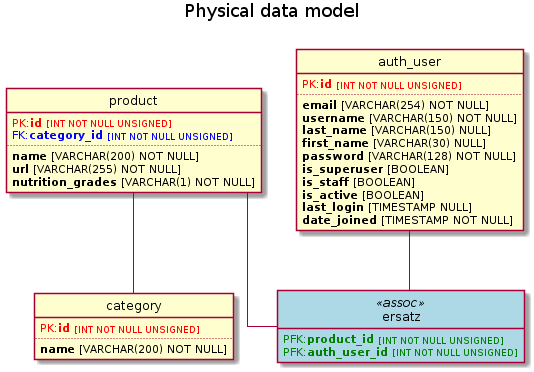 Physical data model
product
PK:id [INT NOT NULL UNSIGNED]
FK:category_id [INT NOT NULL UNSIGNED]
name [VARCHAR(200) NOT NULL]
url [VARCHAR(255) NOT NULL]
nutrition_grades [VARCHAR(1) NOT NULL]
auth_user
PK:id [INT NOT NULL UNSIGNED]
email [VARCHAR(254) NOT NULL]
username [VARCHAR(150) NOT NULL]
last_name [VARCHAR(150) NULL]
first_name [VARCHAR(30) NULL]
password [VARCHAR(128) NOT NULL]
is_superuser [BOOLEAN]
is_staff [BOOLEAN]
is_active [BOOLEAN]
last_login [TIMESTAMP NULL]
date_joined [TIMESTAMP NOT NULL]
category
PK:id [INT NOT NULL UNSIGNED]
name [VARCHAR(200) NOT NULL]
«assoc»
ersatz
PFK:product_id [INT NOT NULL UNSIGNED]
PFK:auth_user_id [INT NOT NULL UNSIGNED]